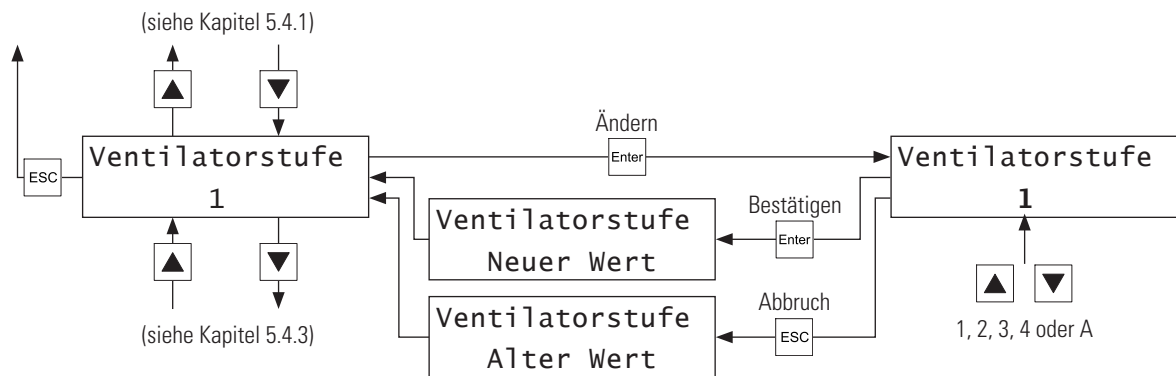 (siehe Kapitel 5.4.1)
Ändern
Enter
Ventilatorstufe
1
ESC
Ventilatorstufe
1
Bestätigen
Enter
Ventilatorstufe
Neuer Wert
Abbruch
ESC
Ventilatorstufe
Alter Wert
(siehe Kapitel 5.4.3)
1, 2, 3, 4 oder A